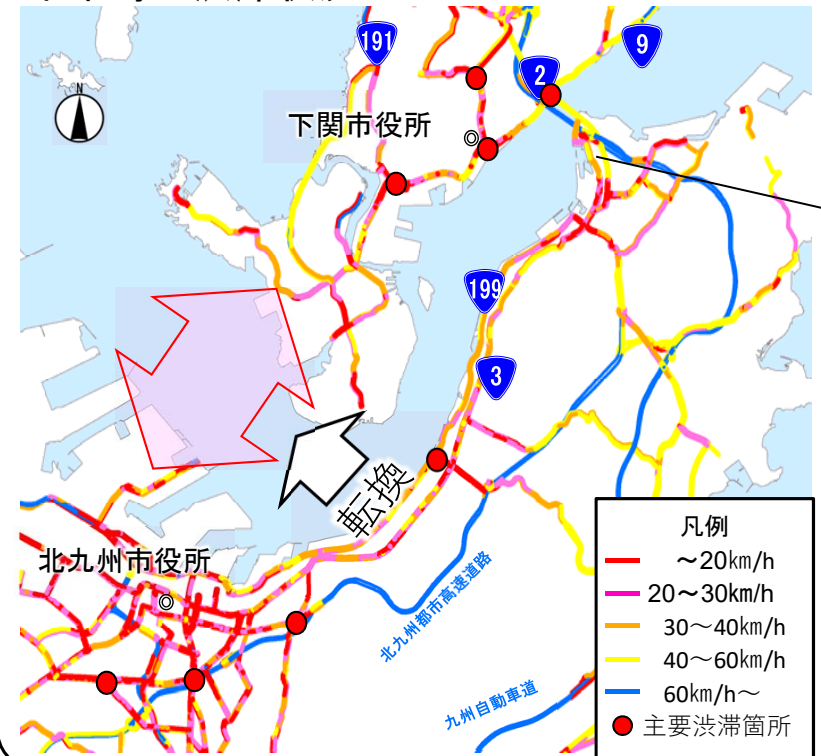 N
191
9
2
下関市役所
199
3
転換
北九州市役所
北九州都市高速道路
九州自動車道
凡例
～20㎞/h
20～30km/h
30～40㎞/h
40～60㎞/h
60㎞/h～
主要渋滞箇所